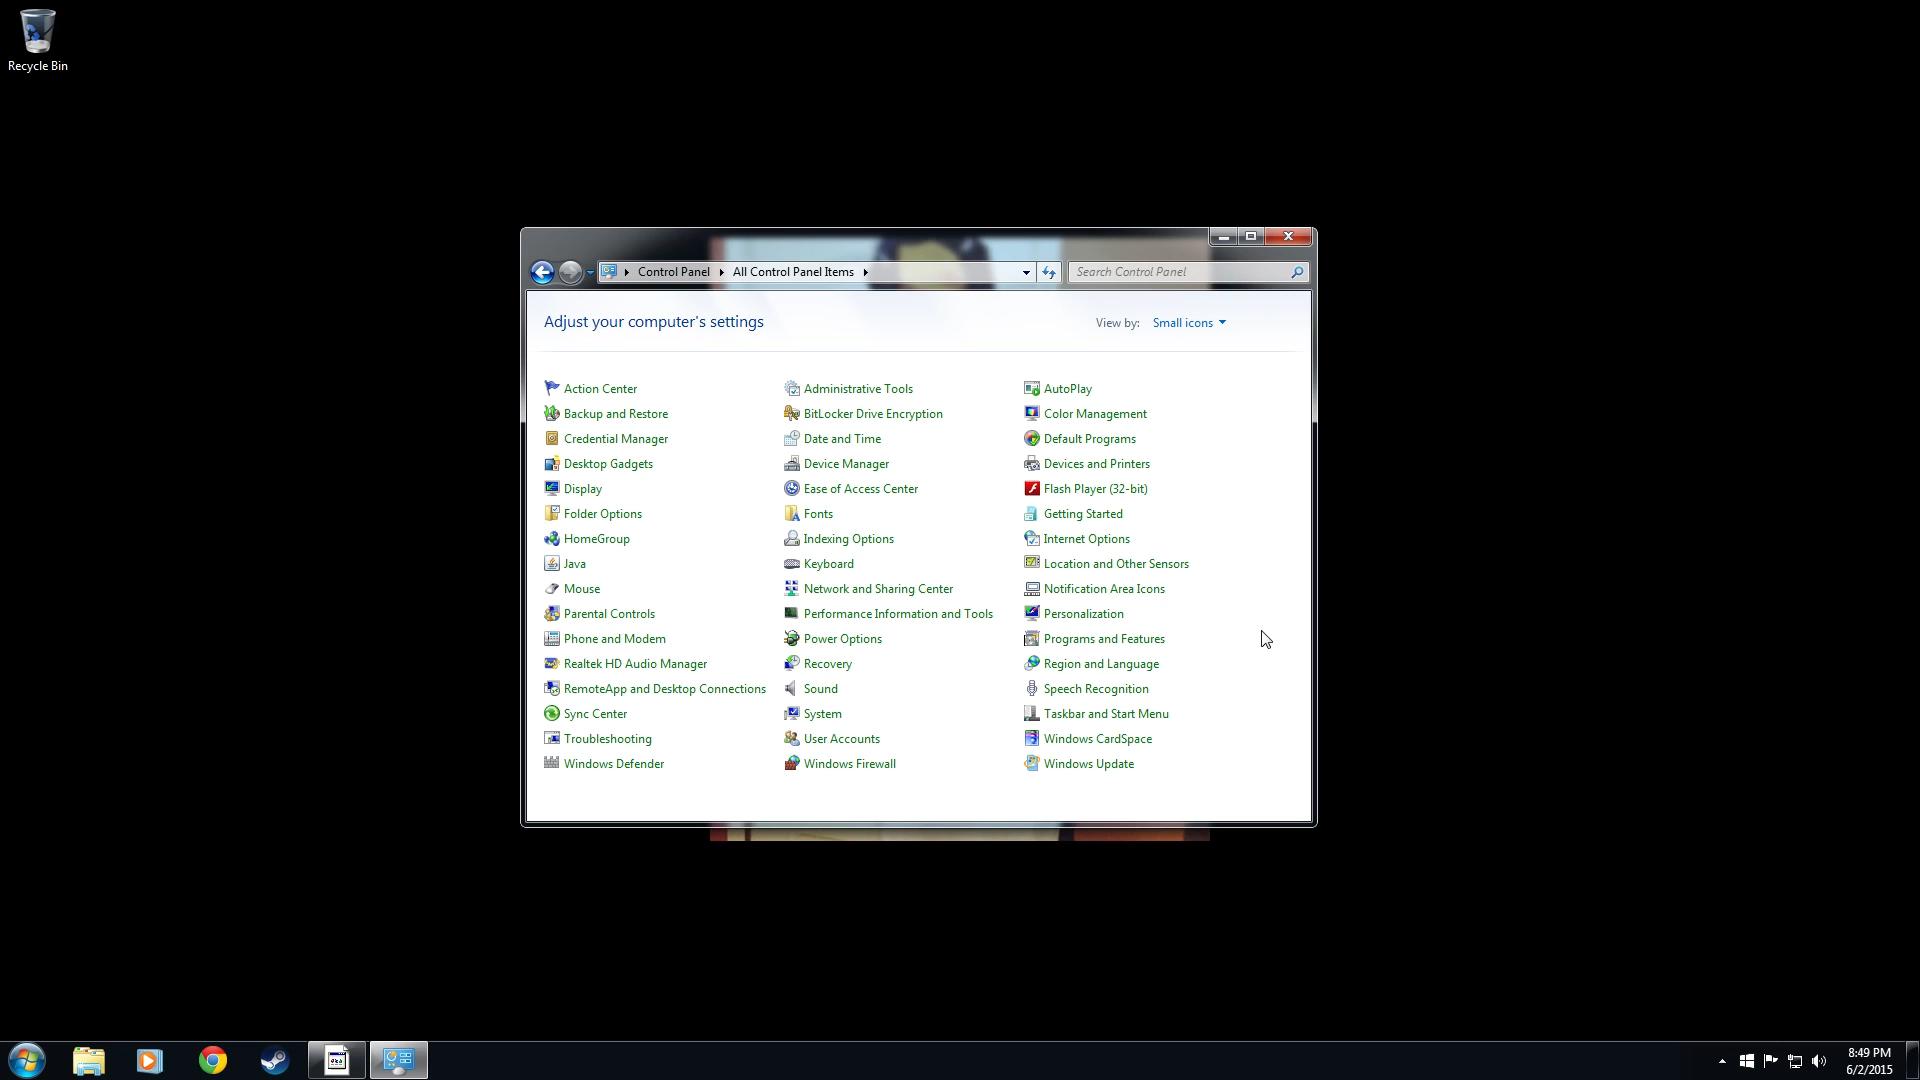 Recycle Bin
Control Panel All Control Panel Items Search Control Panel
Adjust your computer's settings View by: Small icons
Action Center Administrative Tools AutoPlay
Backup and Restore BitLocker Drive Encryption Color Management
Credential Manager Date and Time Default Programs
Desktop Gadgets Device Manager Devices and Printers
Display Ease of Access Center Flash Player (32-bit)
Folder Options Fonts Getting Started
HomeGroup Indexing Options Internet Options
Java Keyboard Location and Other Sensors
Mouse Network and Sharing Center Notification Area Icons
Parental Controls Performance Information and Tools Personalization
Phone and Modem Power Options Programs and Features
Realtek HD Audio Manager Recovery Region and Language
RemoteApp and Desktop Connections Sound Speech Recognition
Sync Center System Taskbar and Start Menu
Troubleshooting User Accounts Windows CardSpace
Windows Defender Windows Firewall Windows Update
8:49 PM
6/2/2015